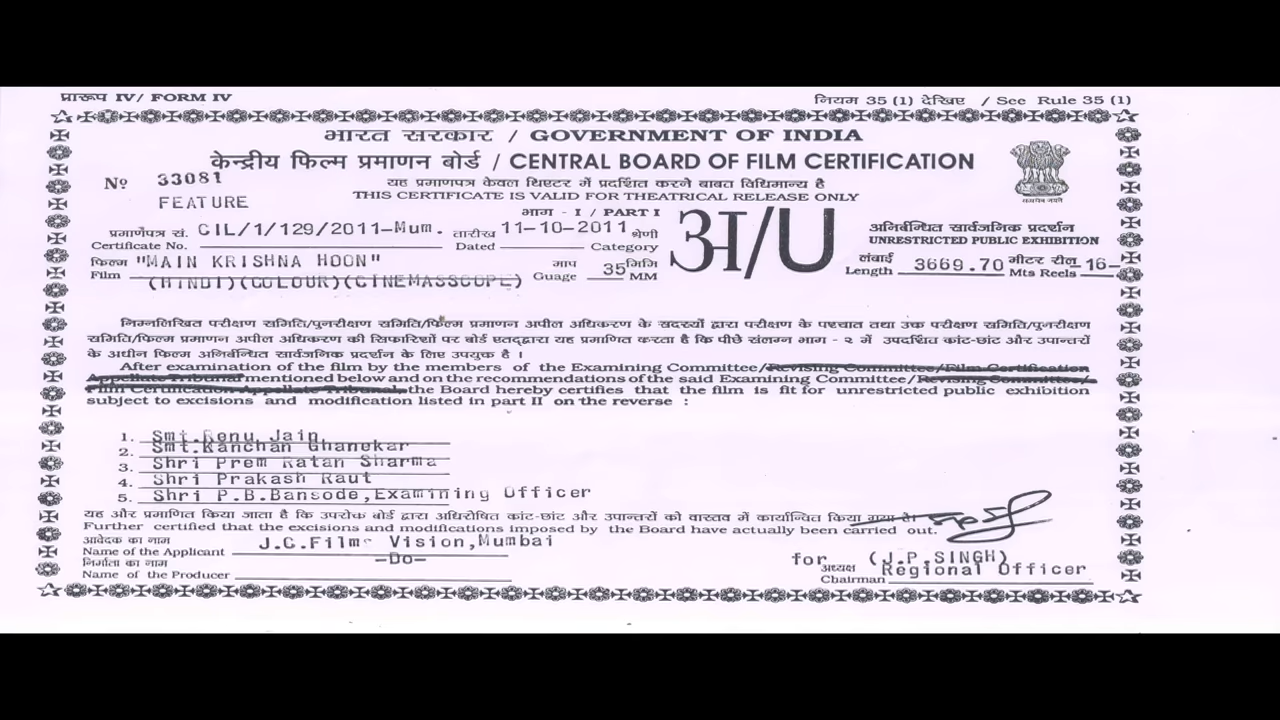 प्रारूप IV/ FORM IV
नियम 35 (1) देखिए / See Rule 35 (1)
भारत सरकार / GOVERNMENT OF INDIA
केन्द्रीय फिल्म प्रमाणन बोर्ड / CENTRAL BOARD OF FILM CERTIFICATION
Nº 33081
यह प्रमाणपत्र केवल थिएटर में प्रदर्शित करने बाबत विधिमान्य है
THIS CERTIFICATE IS VALID FOR THEATRICAL RELEASE ONLY
FEATURE
भाग - I / PART I
प्रमाणपत्र सं. CIL/1/129/2011-Mum. तारीख 11-10-2011 श्रेणी अ/U अनिर्बन्धित सार्वजनिक प्रदर्शन
Certificate No. Dated Category UNRESTRICTED PUBLIC EXHIBITION
फिल्म "MAIN KRISHNA HOON" माप 35 मिमि लंबाई 3669.70 मीटर रील 16-
Film (HINDI)(COLOUR)(CINEMASSCOPE) Guage MM Length Mts Reels
निम्नलिखित परीक्षण समिति/पुनरीक्षण समिति/फिल्म प्रमाणन अपील अधिकरण के सदस्यों द्वारा परीक्षण के पश्चात तथा उक्त परीक्षण समिति/पुनरीक्षण
समिति/फिल्म प्रमाणन अपील अधिकरण की सिफारिशों पर बोर्ड एतद्द्वारा यह प्रमाणित करता है कि पीछे संलग्न भाग - २ में उपदर्शित कांट-छांट और उपान्तरों
के अधीन फिल्म अनिर्बन्धित सार्वजनिक प्रदर्शन के लिए उपयुक्त है ।
After examination of the film by the members of the Examining Committee/Revising Committee/Film Certification
Appellate Tribunal mentioned below and on the recommendations of the said Examining Committee/Revising Committee/
Film Certification Appellate Tribunal, the Board hereby certifies that the film is fit for unrestricted public exhibition
subject to excisions and modification listed in part II on the reverse :
1. Smt.Renu Jain
2. Smt.Kanchan Ghanekar
3. Shri Prem Ratan Sharma
4. Shri Prakash Raut
5. Shri P.B.Bansode,Examining Officer
यह और प्रमाणित किया जाता है कि उपरोक्त बोर्ड द्वारा अधिरोपित कांट-छांट और उपान्तरों को वास्तव में कार्यान्वित किया गया है।
Further certified that the excisions and modifications imposed by the Board have actually been carried out.
आवेदक का नाम J.C.Films Vision,Mumbai
Name of the Applicant
निर्माता का नाम -Do-
Name of the Producer
for (J.P.SINGH)
अध्यक्ष Regional Officer
Chairman